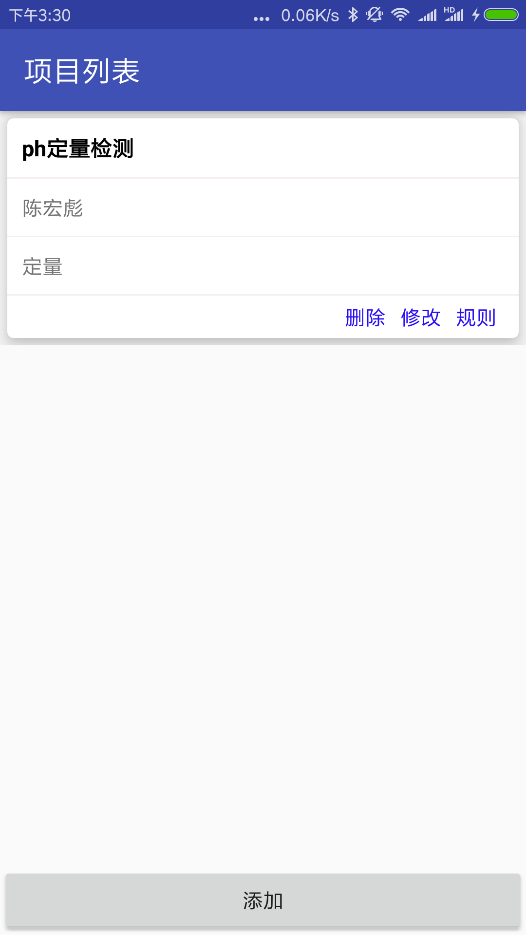 下午3:30 ... 0.06K/s HD
项目列表
ph定量检测
陈宏彪
定量
删除 修改 规则
添加